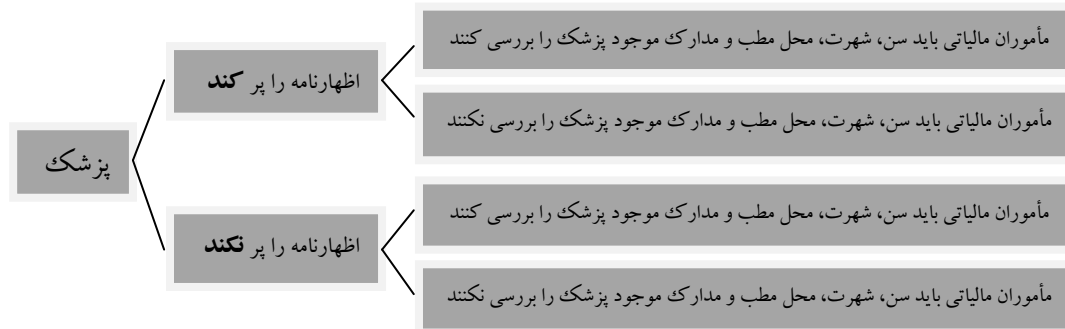 پزشک
اظهارنامه را پر کند
مأموران مالیاتی باید سن، شهرت، محل مطب و مدارک موجود پزشک را بررسی کنند
مأموران مالیاتی باید سن، شهرت، محل مطب و مدارک موجود پزشک را بررسی نکنند
اظهارنامه را پر نکند
مأموران مالیاتی باید سن، شهرت، محل مطب و مدارک موجود پزشک را بررسی کنند
مأموران مالیاتی باید سن، شهرت، محل مطب و مدارک موجود پزشک را بررسی نکنند